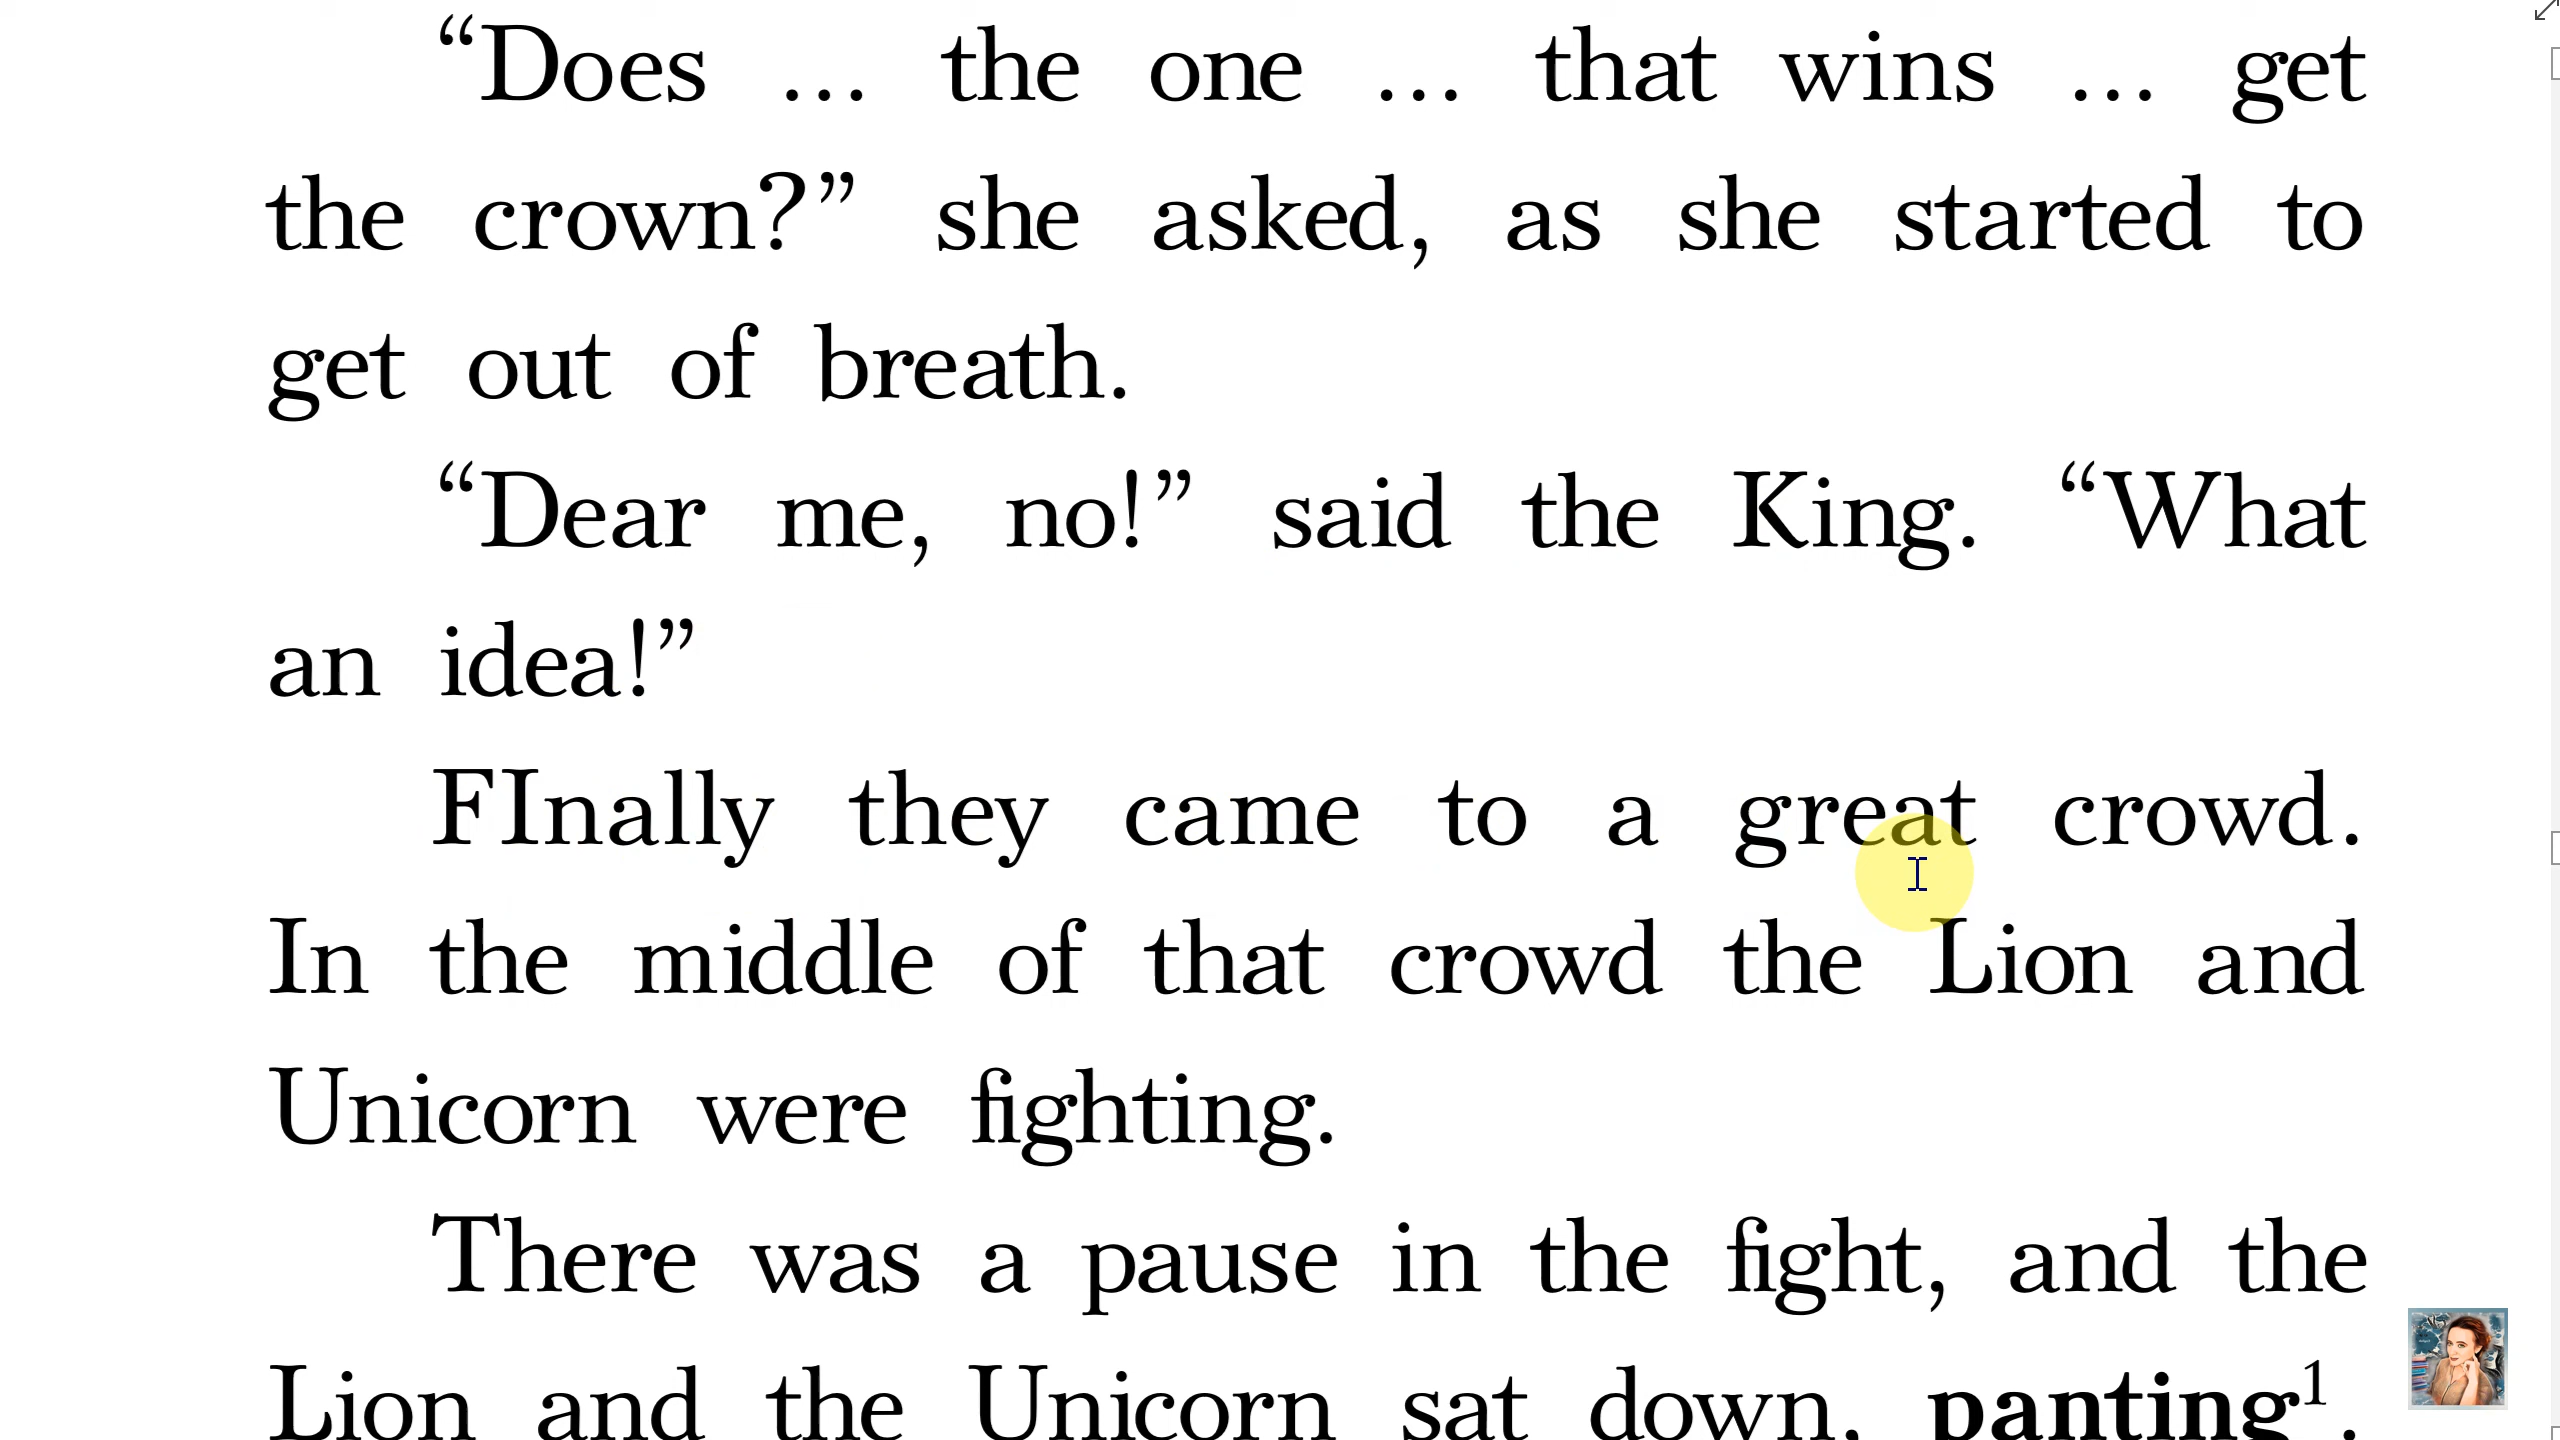 “Does … the one … that wins … get
the crown?” she asked, as she started to
get out of breath.
“Dear me, no!” said the King. “What
an idea!”
FInally they came to a great crowd.
In the middle of that crowd the Lion and
Unicorn were fighting.
There was a pause in the fight, and the
Lion and the Unicorn sat down, panting¹.